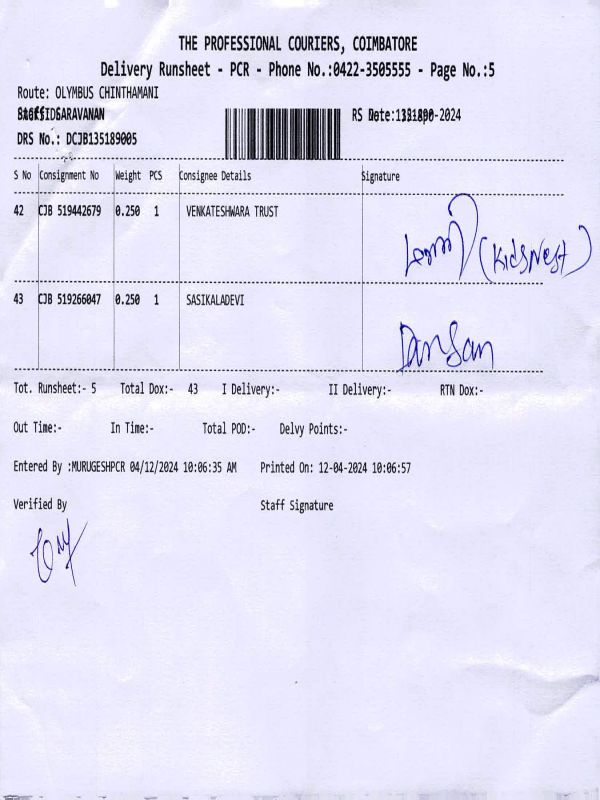 THE PROFESSIONAL COURIERS, COIMBATORE
Delivery Runsheet - PCR - Phone No.:0422-3505555 - Page No.:5
Route: OLYMBUS CHINTHAMANI
SARAVANAN RS Date: -2024
DRS No.: DCJB135189005
S No Consignment No Weight PCS Consignee Details Signature
42 CJB 519442679 0.250 1 VENKATESHWARA TRUST
(KidsNest)
43 CJB 519266047 0.250 1 SASIKALADEVI
Tot. Runsheet:- 5 Total Dox:- 43 I Delivery:- II Delivery:- RTN Dox:-
Out Time:- In Time:- Total POD:- Delvy Points:-
Entered By :MURUGESHPCR 04/12/2024 10:06:35 AM Printed On: 12-04-2024 10:06:57
Verified By Staff Signature